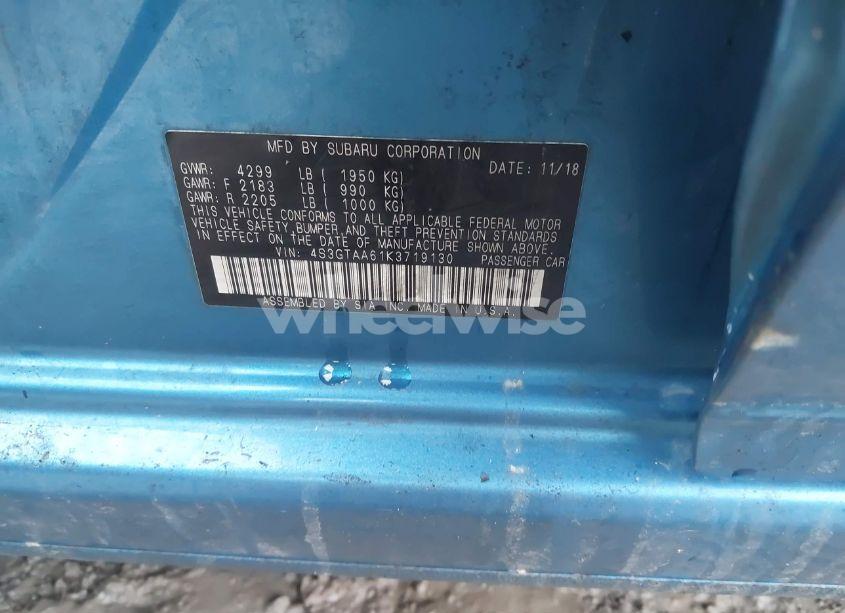 MFD BY SUBARU CORPORATION
GVWR: 4299 LB ( 1950 KG) DATE: 11/18
GAWR: F 2183 LB ( 990 KG)
GAWR: R 2205 LB ( 1000 KG)
THIS VEHICLE CONFORMS TO ALL APPLICABLE FEDERAL MOTOR
VEHICLE SAFETY, BUMPER, AND THEFT PREVENTION STANDARDS
IN EFFECT ON THE DATE OF MANUFACTURE SHOWN ABOVE.
VIN: 4S3GTAA61K3719130 PASSENGER CAR
ASSEMBLED BY SIA INC. MADE IN U.S.A.
wheelwise